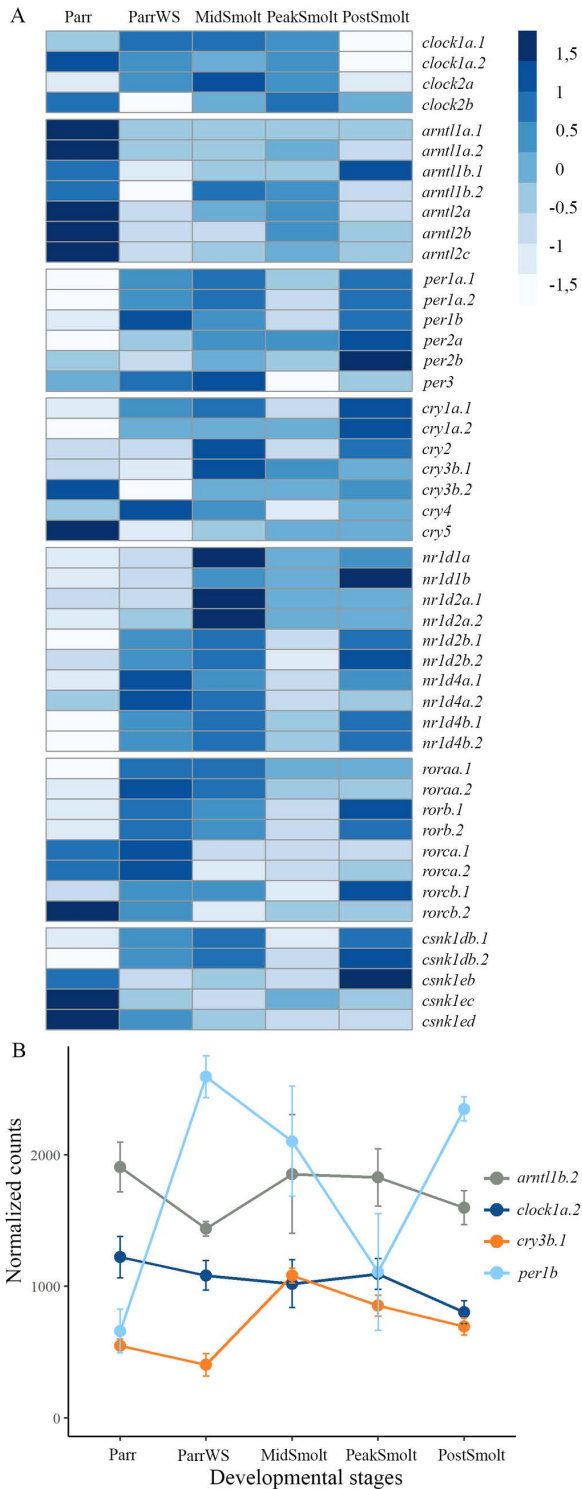 A
Parr ParrWS MidSmolt PeakSmolt PostSmolt
clock1a.1
clock1a.2
clock2a
clock2b
arntl1a.1
arntl1a.2
arntl1b.1
arntl1b.2
arntl2a
arntl2b
arntl2c
per1a.1
per1a.2
per1b
per2a
per2b
per3
cry1a.1
cry1a.2
cry2
cry3b.1
cry3b.2
cry4
cry5
nr1d1a
nr1d1b
nr1d2a.1
nr1d2a.2
nr1d2b.1
nr1d2b.2
nr1d4a.1
nr1d4a.2
nr1d4b.1
nr1d4b.2
roraa.1
roraa.2
rorb.1
rorb.2
rorca.1
rorca.2
rorcb.1
rorcb.2
csnk1db.1
csnk1db.2
csnk1eb
csnk1ec
csnk1ed
1,5
1
0.5
0
-0.5
-1
-1,5
B
Normalized counts
2000
1000
0
arntl1b.2
clock1a.2
cry3b.1
per1b
Parr ParrWS MidSmolt PeakSmolt PostSmolt
Developmental stages